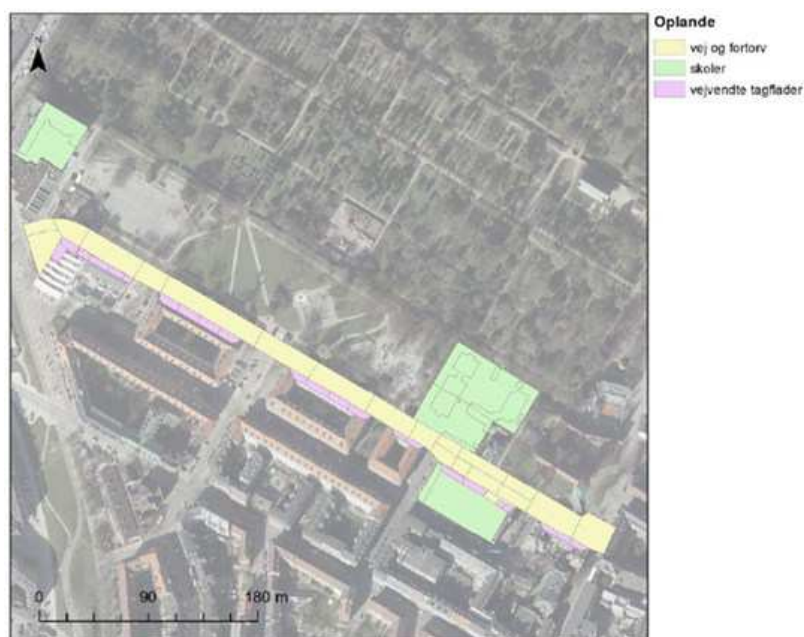 Oplande
vej og fortorv
skoler
vejvendte tagflader
0 90 180 m